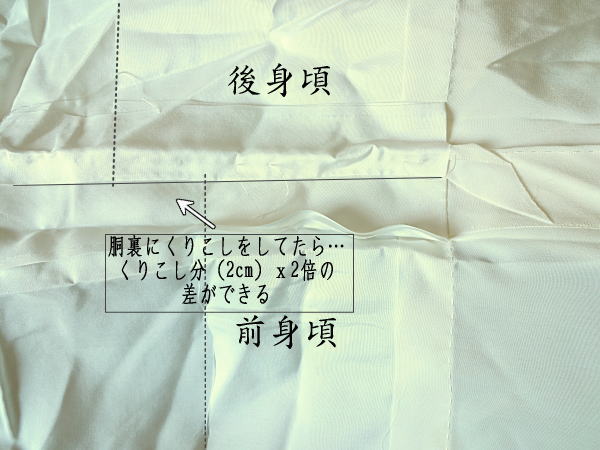 後身頃
胴裏にくりこしをしてたら…
くりこし分（2cm）ｘ2倍の
差ができる
前身頃